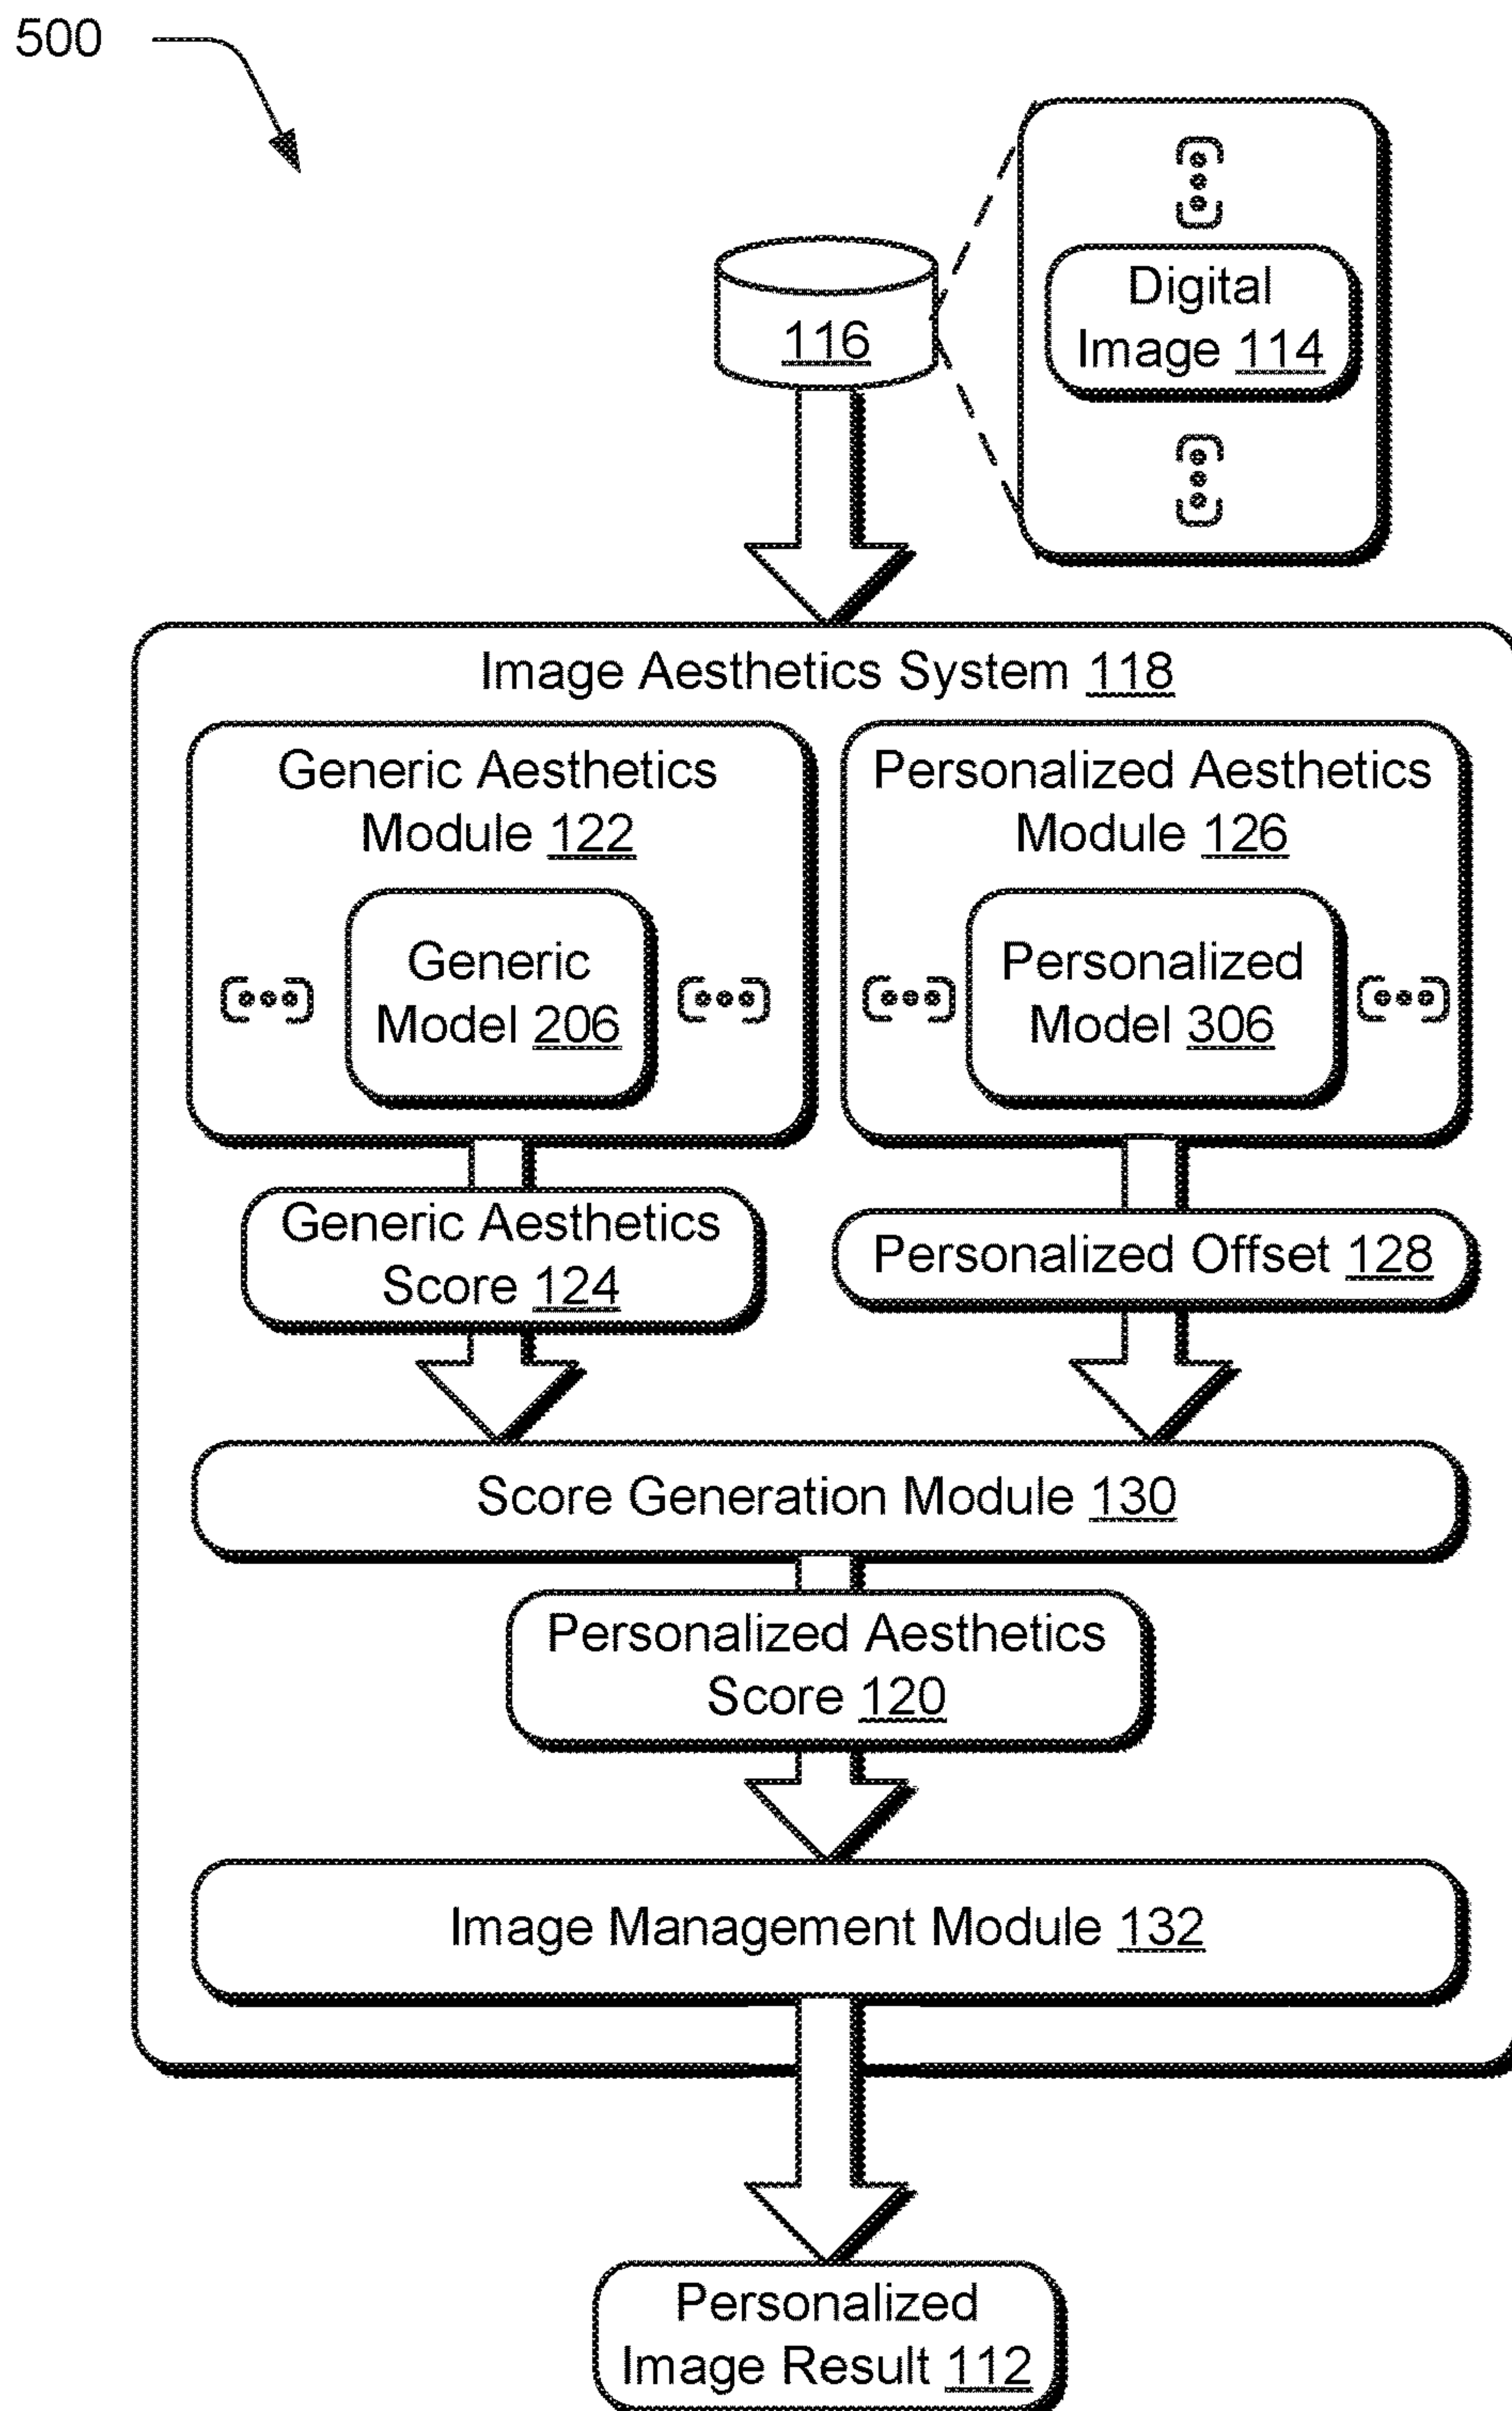 500
116
Digital
Image 114
Image Aesthetics System 118
Generic Aesthetics
Module 122
Generic
Model 206
Personalized Aesthetics
Module 126
Personalized
Model 306
Generic Aesthetics
Score 124
Personalized Offset 128
Score Generation Module 130
Personalized Aesthetics
Score 120
Image Management Module 132
Personalized
Image Result 112